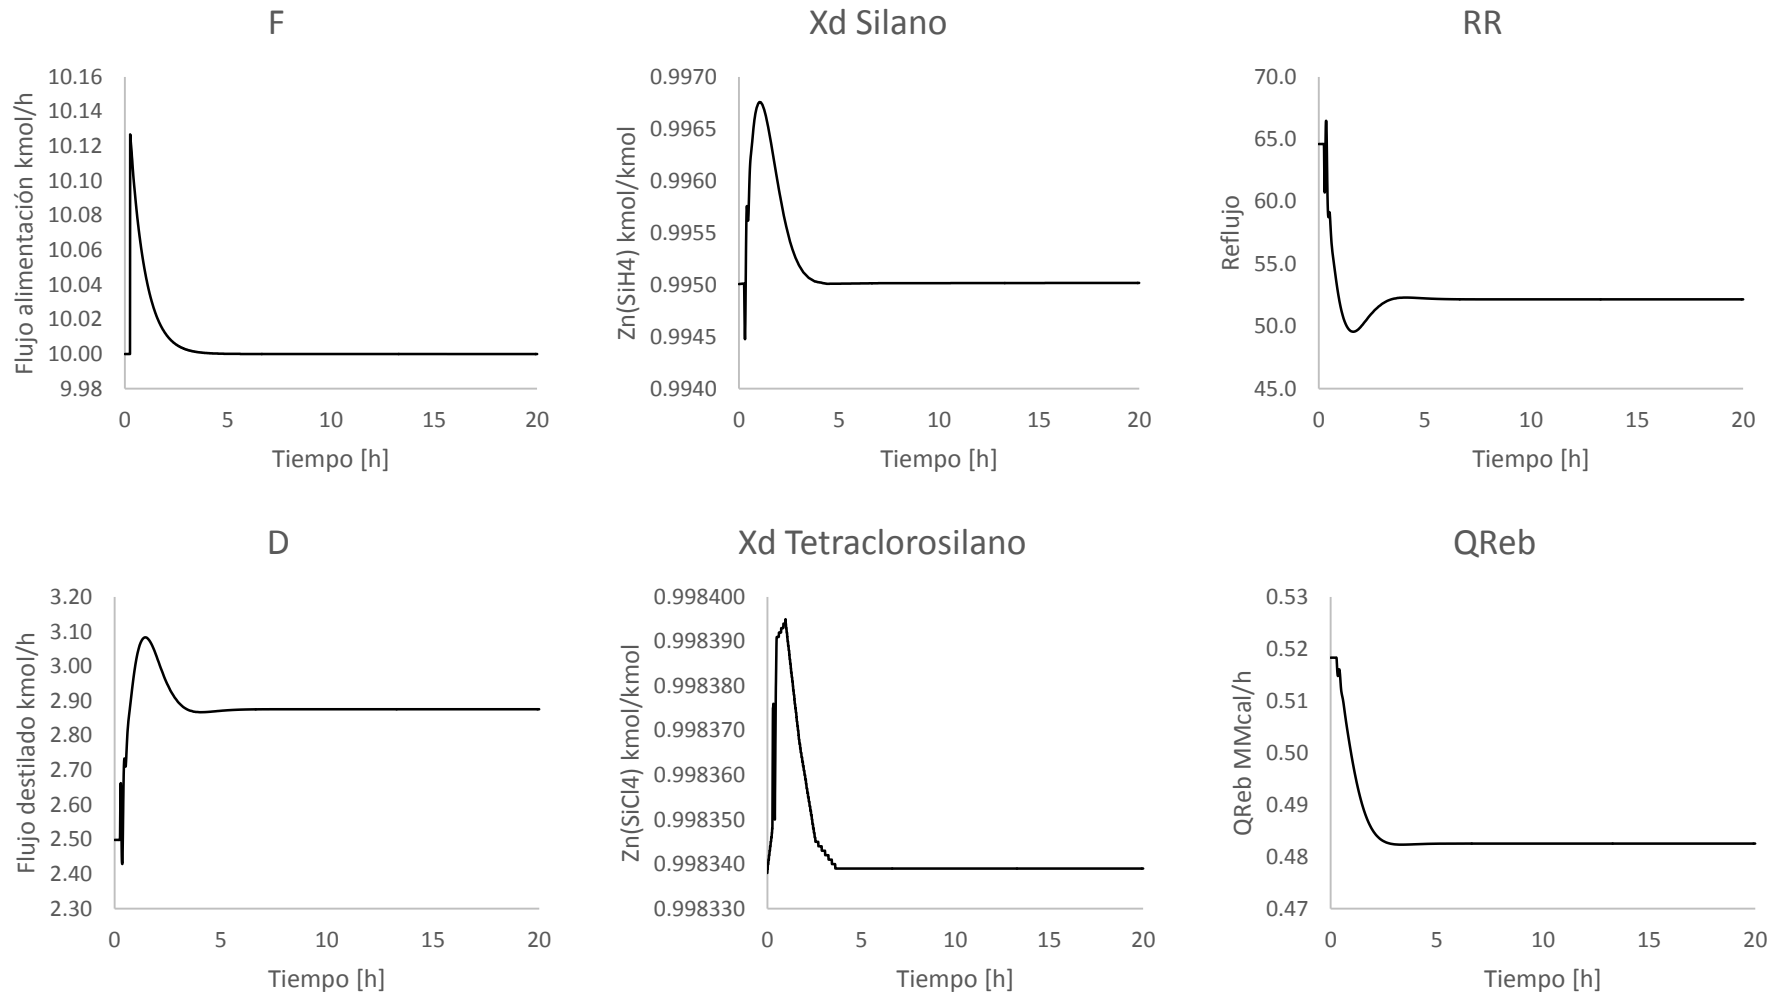 F
Flujo alimentación kmol/h
10.16
10.14
10.12
10.10
10.08
10.06
10.04
10.02
10.00
9.98
0 5 10 15 20
Tiempo [h]
Xd Silano
Zn(SiH4) kmol/kmol
0.9970
0.9965
0.9960
0.9955
0.9950
0.9945
0.9940
0 5 10 15 20
Tiempo [h]
RR
Reflujo
70.0
65.0
60.0
55.0
50.0
45.0
0 5 10 15 20
Tiempo [h]
D
Flujo destilado kmol/h
3.20
3.10
3.00
2.90
2.80
2.70
2.60
2.50
2.40
2.30
0 5 10 15 20
Tiempo [h]
Xd Tetraclorosilano
Zn(SiCl4) kmol/kmol
0.998400
0.998390
0.998380
0.998370
0.998360
0.998350
0.998340
0.998330
0 5 10 15 20
Tiempo [h]
QReb
QReb MMcal/h
0.53
0.52
0.51
0.50
0.49
0.48
0.47
0 5 10 15 20
Tiempo [h]